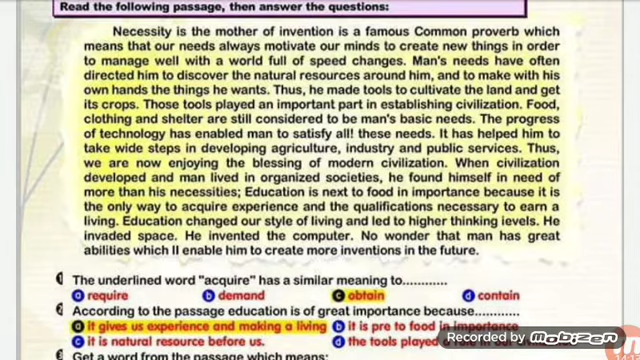 Read the following passage, then answer the questions:
Necessity is the mother of invention is a famous Common proverb which
means that our needs always motivate our minds to create new things in order
to manage well with a world full of speed changes. Man's needs have often
directed him to discover the natural resources around him, and to make with his
own hands the things he wants. Thus, he made tools to cultivate the land and get
its crops. Those tools played an important part in establishing civilization. Food,
clothing and shelter are still considered to be man's basic needs. The progress
of technology has enabled man to satisfy all! these needs. It has helped him to
take wide steps in developing agriculture, industry and public services. Thus,
we are now enjoying the blessing of modern civilization. When civilization
developed and man lived in organized societies, he found himself in need of
more than his necessities; Education is next to food in importance because it is
the only way to acquire experience and the qualifications necessary to earn a
living. Education changed our style of living and led to higher thinking ievels. He
invaded space. He invented the computer. No wonder that man has great
abilities which II enable him to create more inventions in the future.
1 The underlined word "acquire" has a similar meaning to............
a require b demand c obtain d contain
2 According to the passage education is of great importance because............
a it gives us experience and making a living b it is pre to food in importance
c it is natural resource before us. d the tools played
3 Get a word from the passage which means:
Recorded by Mobizen